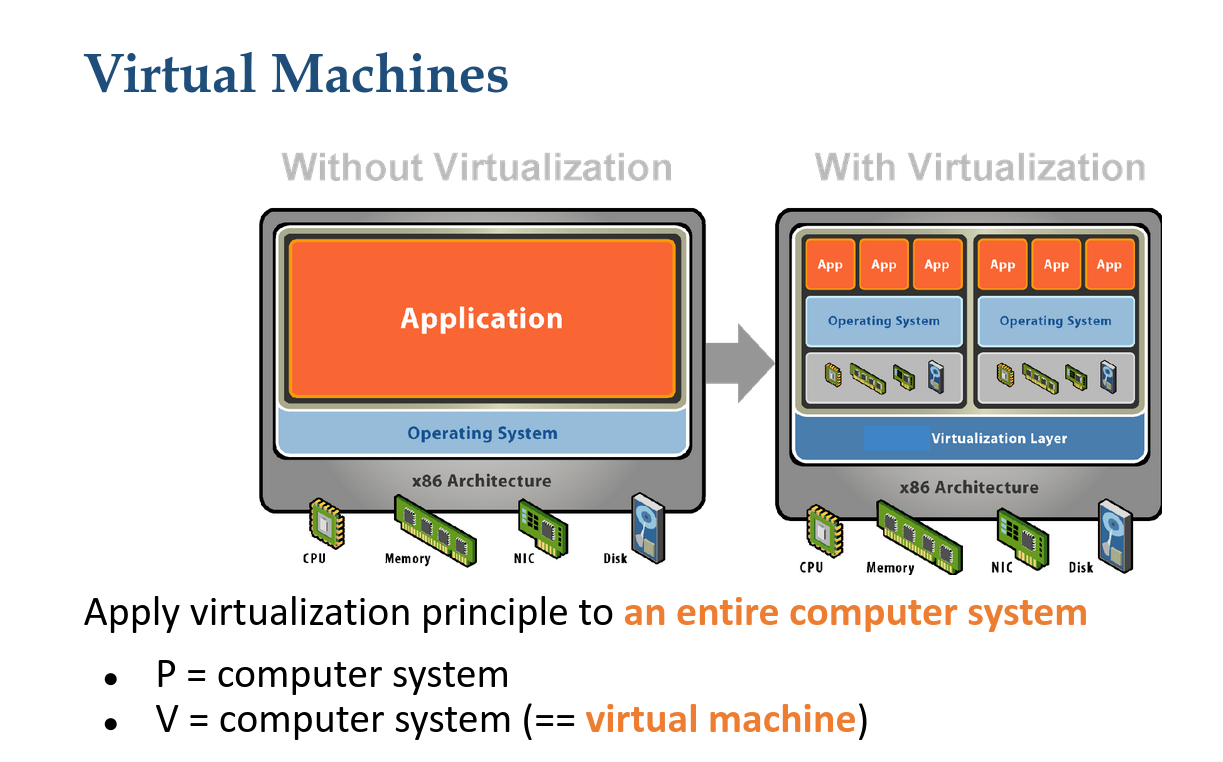 Virtual Machines
Without Virtualization
With Virtualization
Application
Operating System
x86 Architecture
CPU
Memory
NIC
Disk
App App App
App App App
Operating System
Operating System
Virtualization Layer
x86 Architecture
CPU
Memory
NIC
Disk
Apply virtualization principle to an entire computer system
● P = computer system
● V = computer system (== virtual machine)